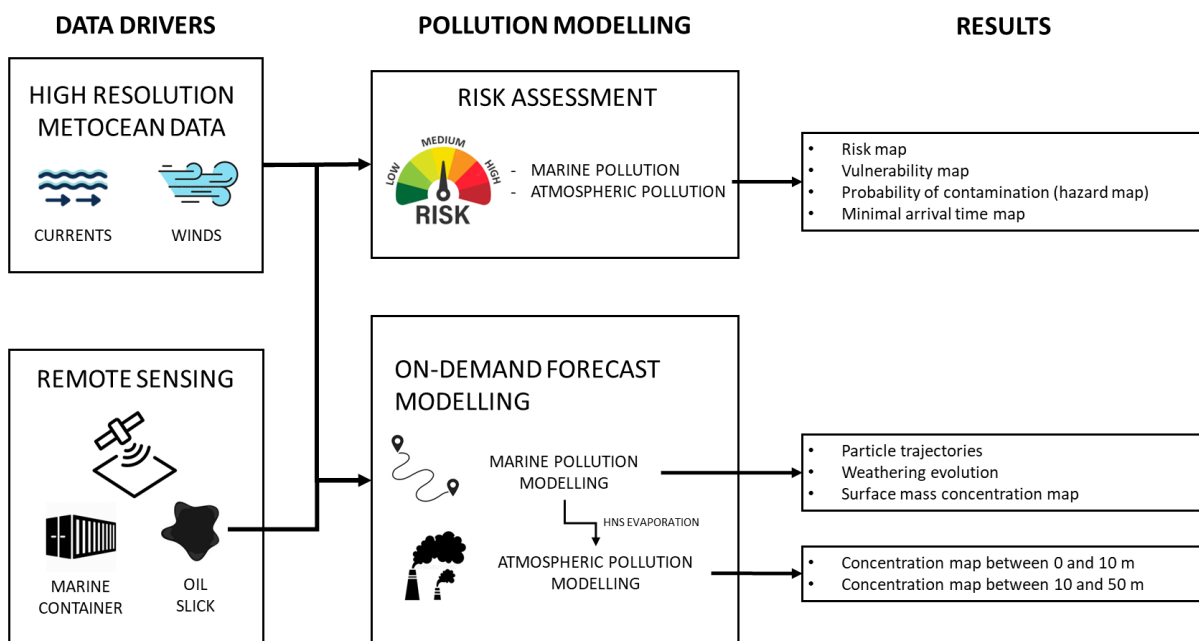 DATA DRIVERS
POLLUTION MODELLING
RESULTS
HIGH RESOLUTION
METOCEAN DATA
CURRENTS
WINDS
RISK ASSESSMENT
LOW
MEDIUM
HIGH
RISK
- MARINE POLLUTION
- ATMOSPHERIC POLLUTION
• Risk map
• Vulnerability map
• Probability of contamination (hazard map)
• Minimal arrival time map
REMOTE SENSING
MARINE
CONTAINER
OIL
SLICK
ON-DEMAND FORECAST
MODELLING
MARINE POLLUTION
MODELLING
HNS EVAPORATION
ATMOSPHERIC POLLUTION
MODELLING
• Particle trajectories
• Weathering evolution
• Surface mass concentration map
• Concentration map between 0 and 10 m
• Concentration map between 10 and 50 m